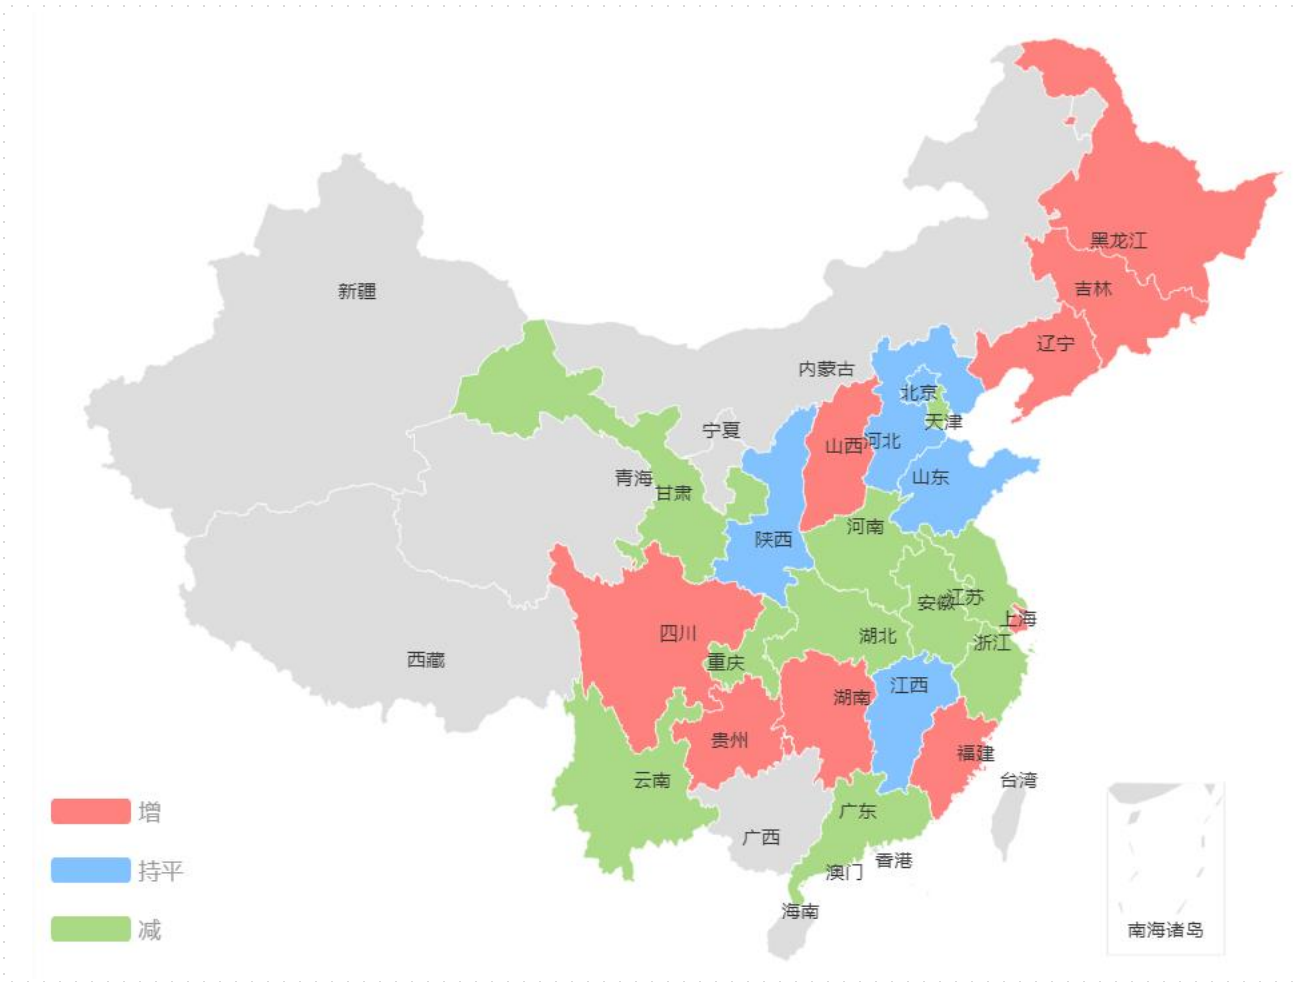 黑龙江
吉林
新疆
辽宁
内蒙古
北京
天津
宁夏
山西
河北
青海
甘肃
山东
河南
陕西
安徽
江苏
上海
四川
湖北
浙江
西藏
重庆
江西
湖南
贵州
福建
云南
台湾
增
广东
广西
香港
持平
澳门
海南
减
南海诸岛